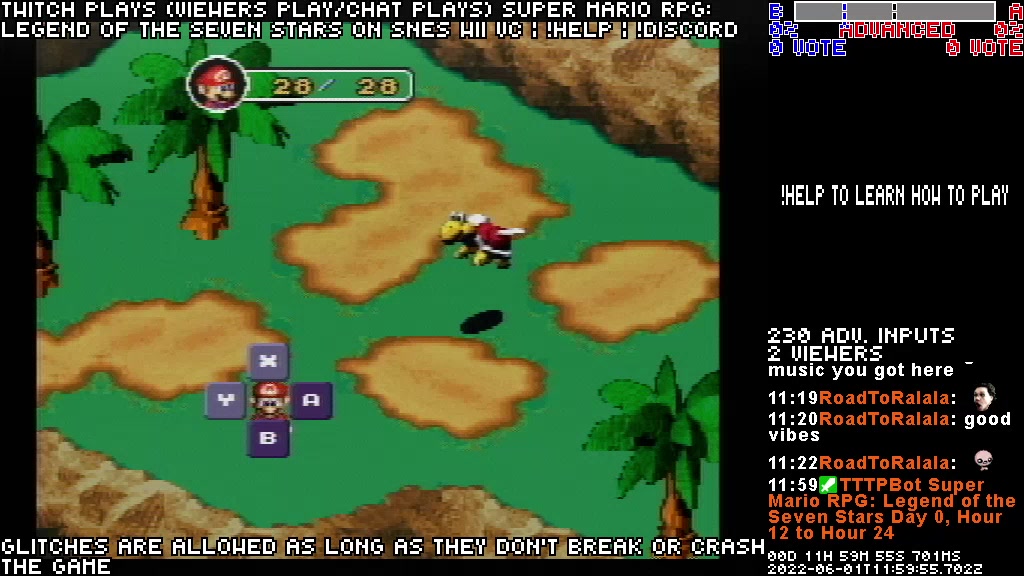 TWITCH PLAYS (VIEWERS PLAY/CHAT PLAYS) SUPER MARIO RPG:
LEGEND OF THE SEVEN STARS ON SNES WII VC ¦ !HELP ¦ !DISCORD
B A
0% ADVANCED 0%
0 VOTE 0 VOTE
28/ 28
!HELP TO LEARN HOW TO PLAY
X
Y A
B
230 ADV. INPUTS
2 VIEWERS
music you got here
11:19RoadToRalala:
11:20RoadToRalala: good
vibes
11:22RoadToRalala:
11:59TTTPBot Super
Mario RPG: Legend of the
Seven Stars Day 0, Hour
12 to Hour 24
GLITCHES ARE ALLOWED AS LONG AS THEY DON'T BREAK OR CRASH
THE GAME
00D 11H 59M 55S 701MS
2022-06-01T11:59:55.702Z